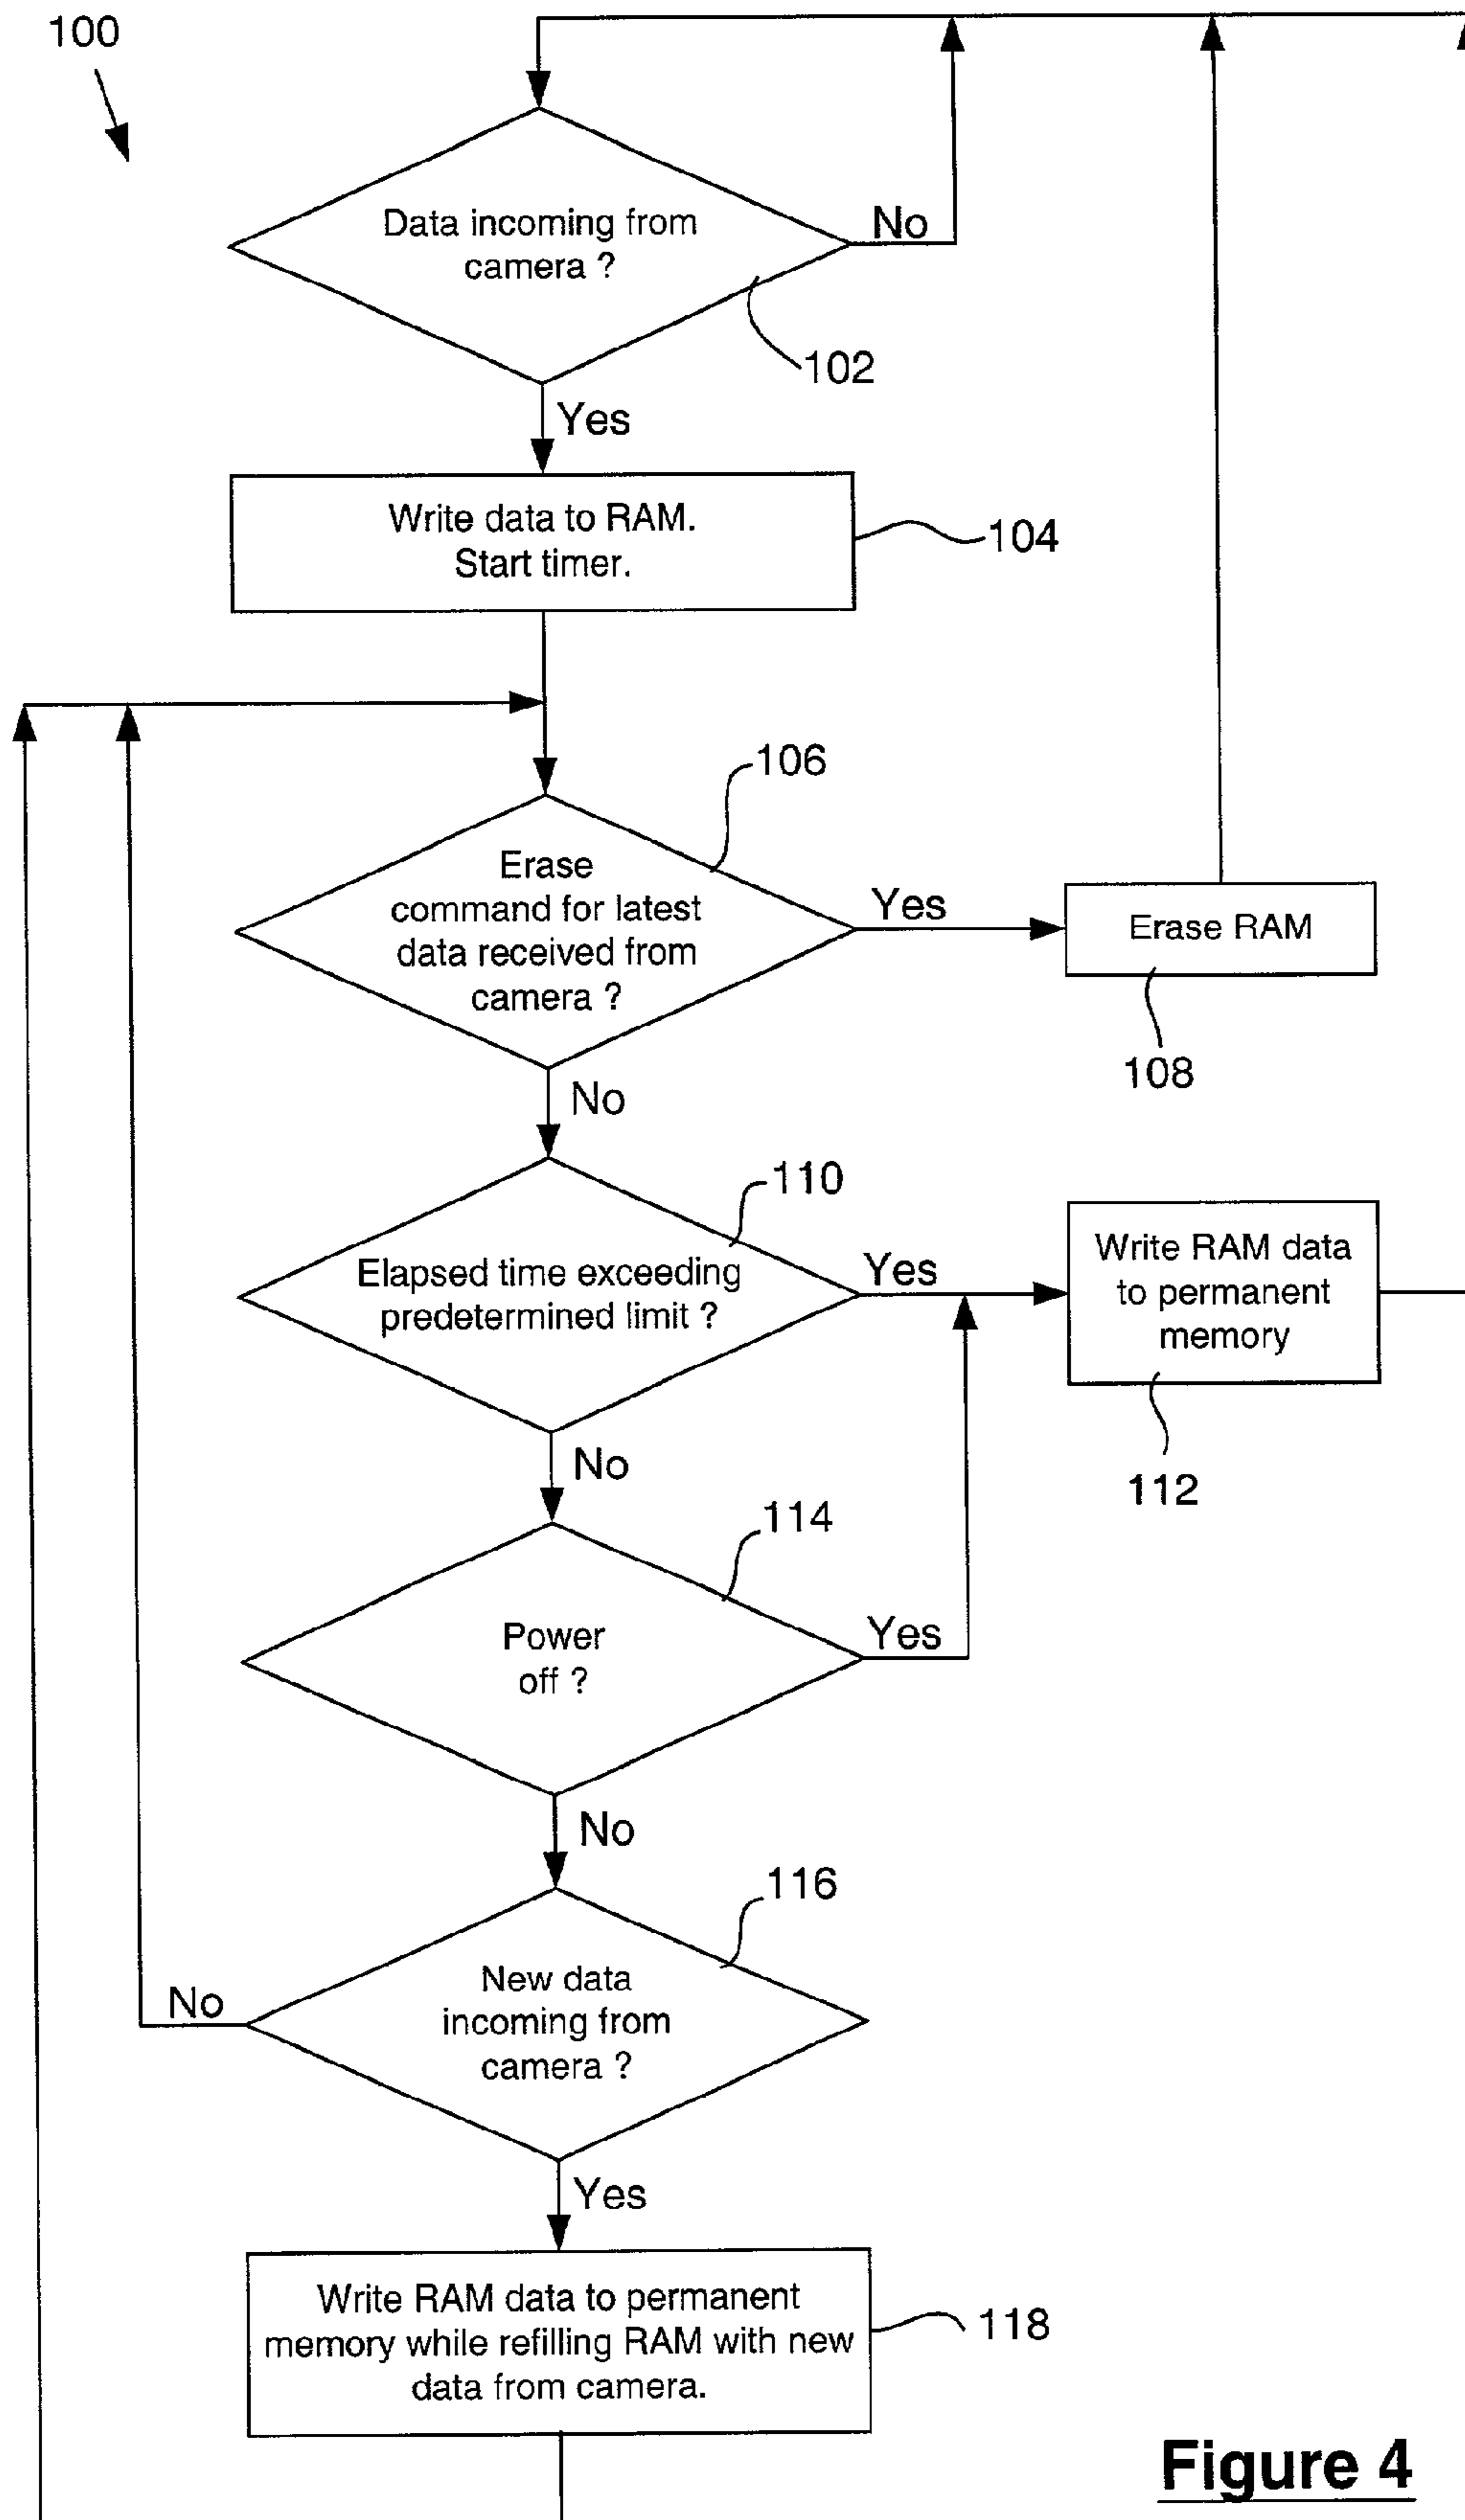 100
Data incoming from
camera ?
No
102
Yes
Write data to RAM.
Start timer.
104
106
Erase
command for latest
data received from
camera ?
Yes
Erase RAM
108
No
110
Elapsed time exceeding
predetermined limit ?
Yes
Write RAM data
to permanent
memory
112
No
114
Power
off ?
Yes
No
116
New data
incoming from
camera ?
No
Yes
Write RAM data to permanent
memory while refilling RAM with new
data from camera.
118
Figure 4